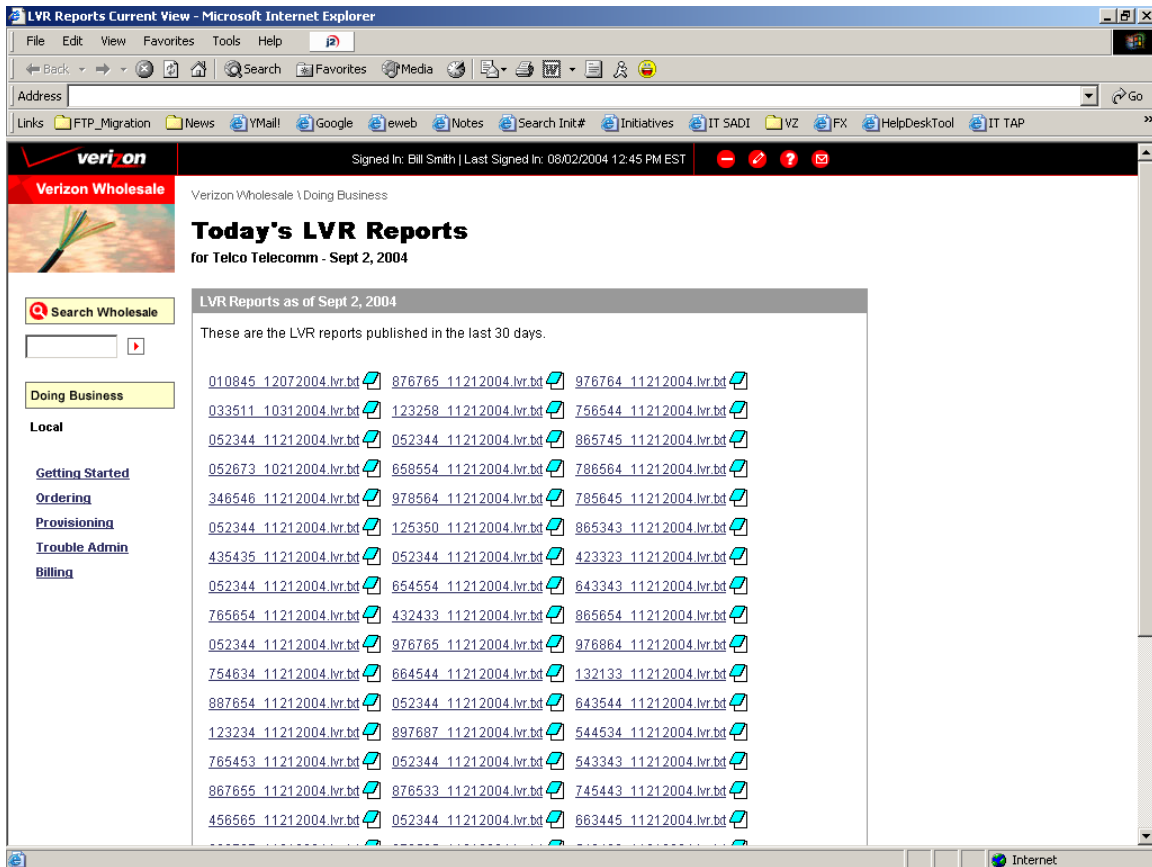 LVR Reports Current View - Microsoft Internet Explorer
File Edit View Favorites Tools Help
Back Search Favorites Media
Address Go
Links FTP_Migration News YMail! Google eweb Notes Search Init# Initiatives IT SADI VZ FX HelpDeskTool IT TAP »
verizon Signed In: Bill Smith | Last Signed In: 08/02/2004 12:45 PM EST
Verizon Wholesale
Verizon Wholesale \ Doing Business
Today's LVR Reports
for Telco Telecomm - Sept 2, 2004
Search Wholesale
Doing Business
Local
Getting Started
Ordering
Provisioning
Trouble Admin
Billing
LVR Reports as of Sept 2, 2004
These are the LVR reports published in the last 30 days.
010845_12072004.lvr.txt 876765_11212004.lvr.txt 976764_11212004.lvr.txt
033511_10312004.lvr.txt 123258_11212004.lvr.txt 756544_11212004.lvr.txt
052344_11212004.lvr.txt 052344_11212004.lvr.txt 865745_11212004.lvr.txt
052673_10212004.lvr.txt 658554_11212004.lvr.txt 786564_11212004.lvr.txt
346546_11212004.lvr.txt 978564_11212004.lvr.txt 785645_11212004.lvr.txt
052344_11212004.lvr.txt 125350_11212004.lvr.txt 865343_11212004.lvr.txt
435435_11212004.lvr.txt 052344_11212004.lvr.txt 423323_11212004.lvr.txt
052344_11212004.lvr.txt 654554_11212004.lvr.txt 643343_11212004.lvr.txt
765654_11212004.lvr.txt 432433_11212004.lvr.txt 865654_11212004.lvr.txt
052344_11212004.lvr.txt 976765_11212004.lvr.txt 976864_11212004.lvr.txt
754634_11212004.lvr.txt 664544_11212004.lvr.txt 132133_11212004.lvr.txt
887654_11212004.lvr.txt 052344_11212004.lvr.txt 643544_11212004.lvr.txt
123234_11212004.lvr.txt 897687_11212004.lvr.txt 544534_11212004.lvr.txt
765453_11212004.lvr.txt 052344_11212004.lvr.txt 543343_11212004.lvr.txt
867655_11212004.lvr.txt 876533_11212004.lvr.txt 745443_11212004.lvr.txt
456565_11212004.lvr.txt 052344_11212004.lvr.txt 663445_11212004.lvr.txt
Internet